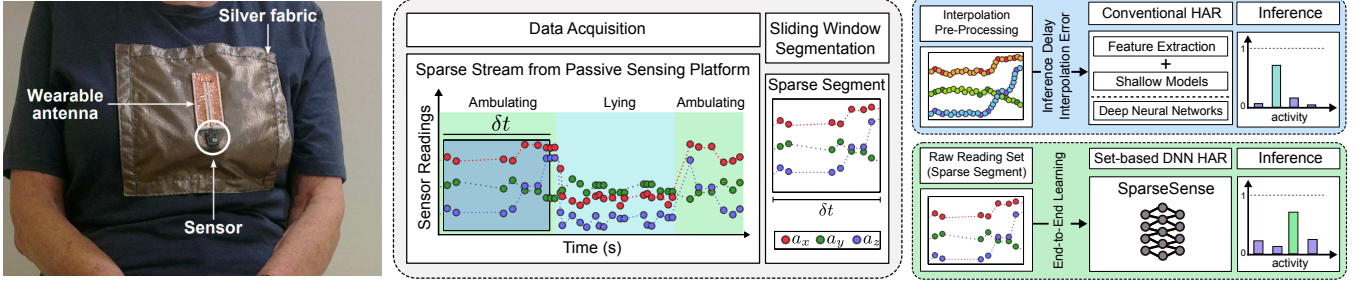 Silver fabric
Wearable
antenna
Sensor
Data Acquisition
Sparse Stream from Passive Sensing Platform
Ambulating
Lying
Ambulating
δt
Sensor Readings
Time (s)
Sliding Window
Segmentation
Sparse Segment
δt
a_x a_y a_z
Interpolation
Pre-Processing
Inference Delay
Interpolation Error
Conventional HAR
Feature Extraction
+
Shallow Models
Deep Neural Networks
Inference
1
0
activity
Raw Reading Set
(Sparse Segment)
End-to-End Learning
Set-based DNN HAR
SparseSense
Inference
1
0
activity